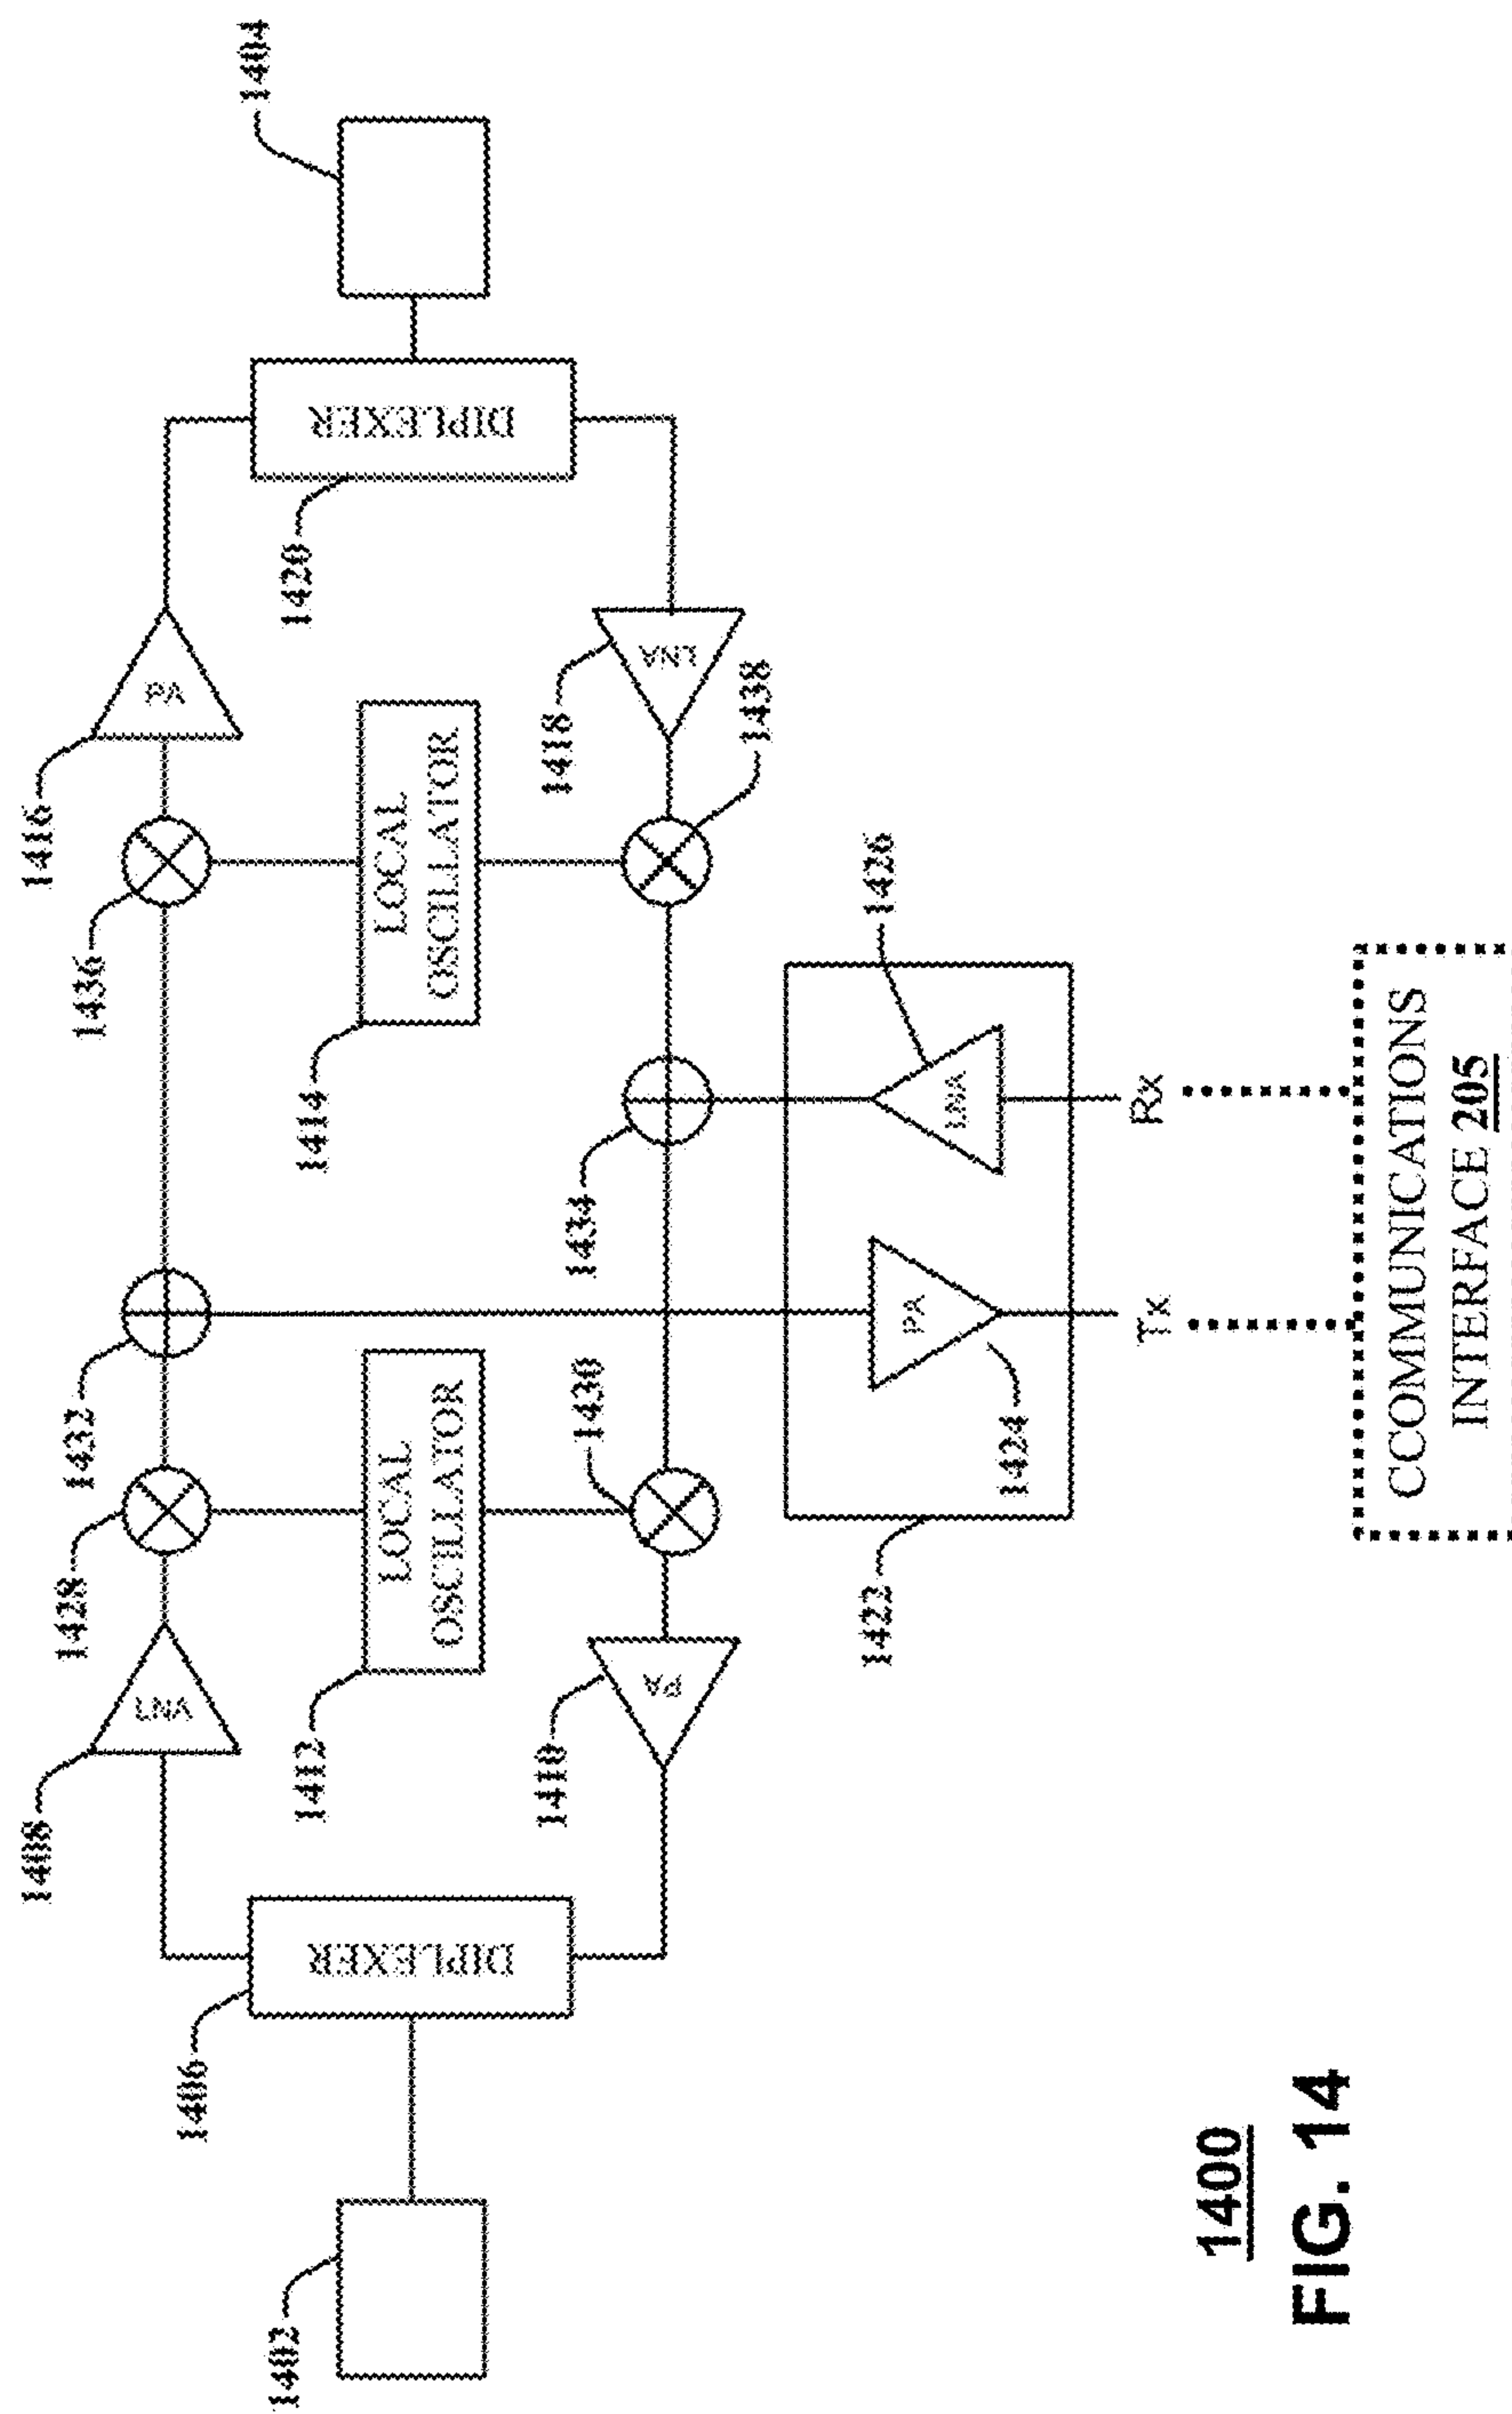 1408
1416
1428
1432
1436
LNA
PA
1406
1404
1402
1412
1414
1420
DIPLEXER
LOCAL
OSCILLATOR
LOCAL
OSCILLATOR
DIPLEXER
1410
1430
1434
1418
PA
LNA
1438
1422
1426
PA
LNA
1424
Tx
Rx
CCOMMUNICATIONS
INTERFACE 205
1400
FIG. 14